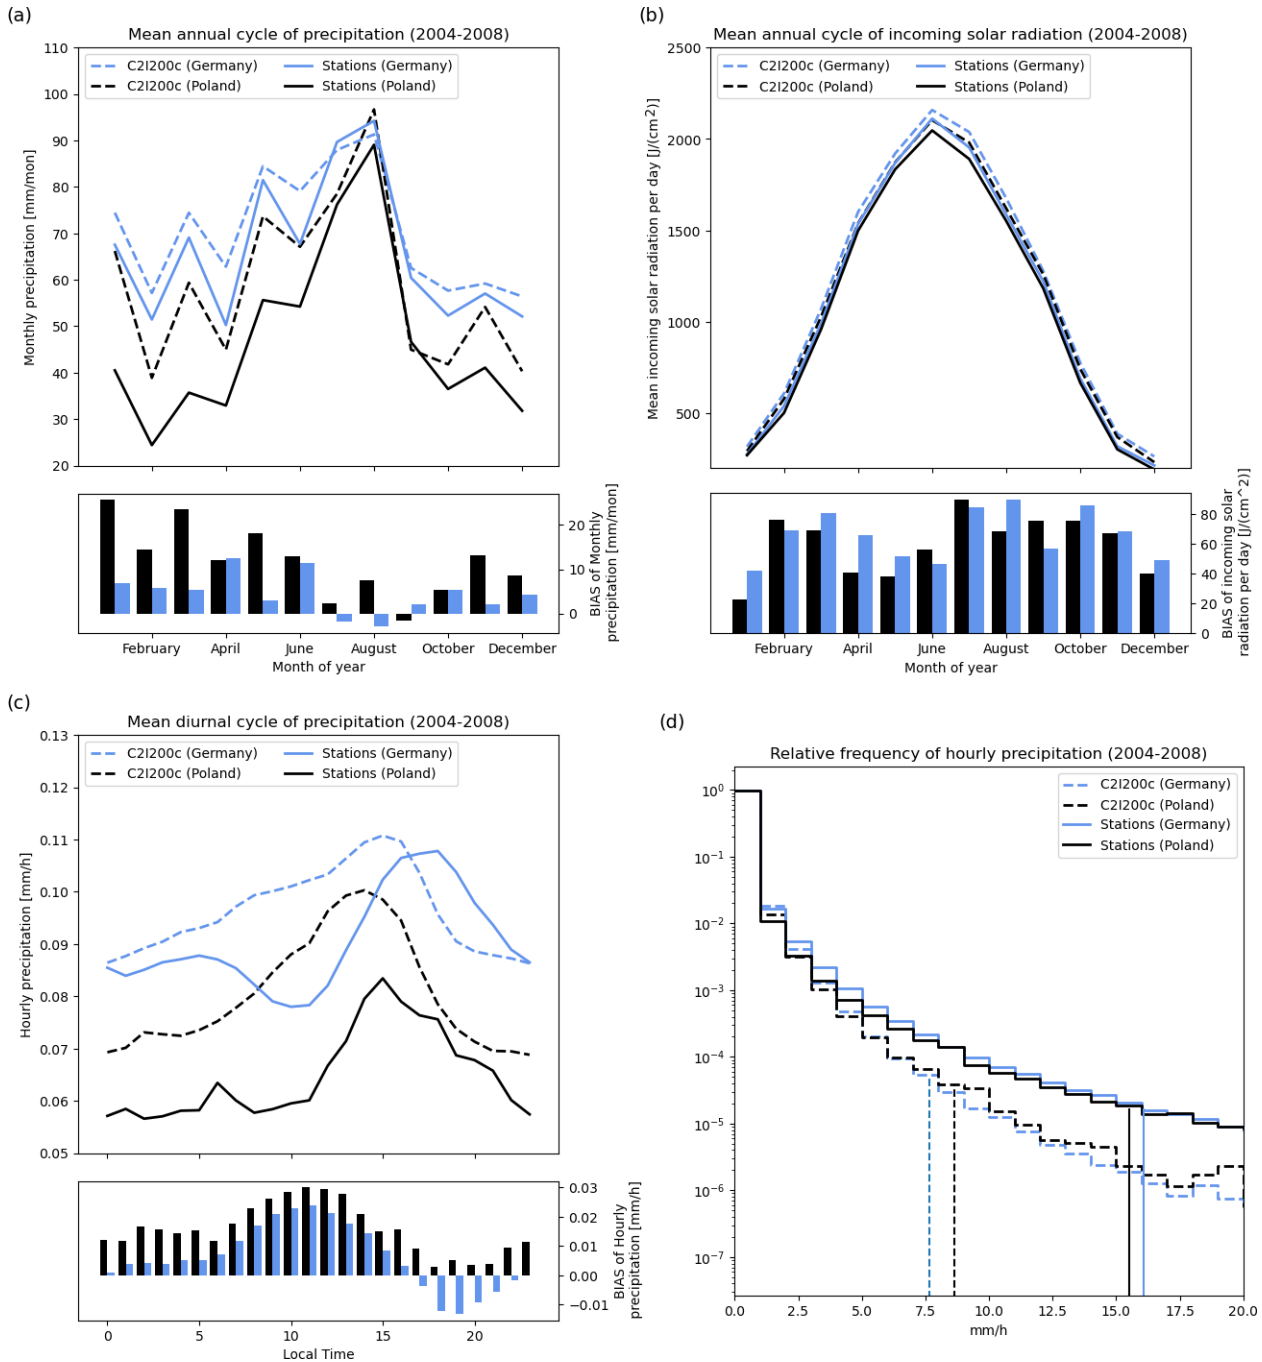 (a)
Mean annual cycle of precipitation (2004-2008)
110
100
90
80
70
60
50
40
30
20
Monthly precipitation [mm/mon]
C2I200c (Germany)
C2I200c (Poland)
Stations (Germany)
Stations (Poland)
20
10
0
BIAS of Monthly
precipitation [mm/mon]
February
April
June
August
October
December
Month of year
(b)
Mean annual cycle of incoming solar radiation (2004-2008)
2500
2000
1500
1000
500
Mean incoming solar radiation per day [J/(cm²)]
C2I200c (Germany)
C2I200c (Poland)
Stations (Germany)
Stations (Poland)
80
60
40
20
0
BIAS of incoming solar
radiation per day [J/(cm^2)]
February
April
June
August
October
December
Month of year
(c)
Mean diurnal cycle of precipitation (2004-2008)
0.13
0.12
0.11
0.10
0.09
0.08
0.07
0.06
0.05
Hourly precipitation [mm/h]
C2I200c (Germany)
C2I200c (Poland)
Stations (Germany)
Stations (Poland)
0.03
0.02
0.01
0.00
−0.01
BIAS of Hourly
precipitation [mm/h]
0
5
10
15
20
Local Time
(d)
Relative frequency of hourly precipitation (2004-2008)
10⁰
10⁻¹
10⁻²
10⁻³
10⁻⁴
10⁻⁵
10⁻⁶
10⁻⁷
C2I200c (Germany)
C2I200c (Poland)
Stations (Germany)
Stations (Poland)
0.0
2.5
5.0
7.5
10.0
12.5
15.0
17.5
20.0
mm/h